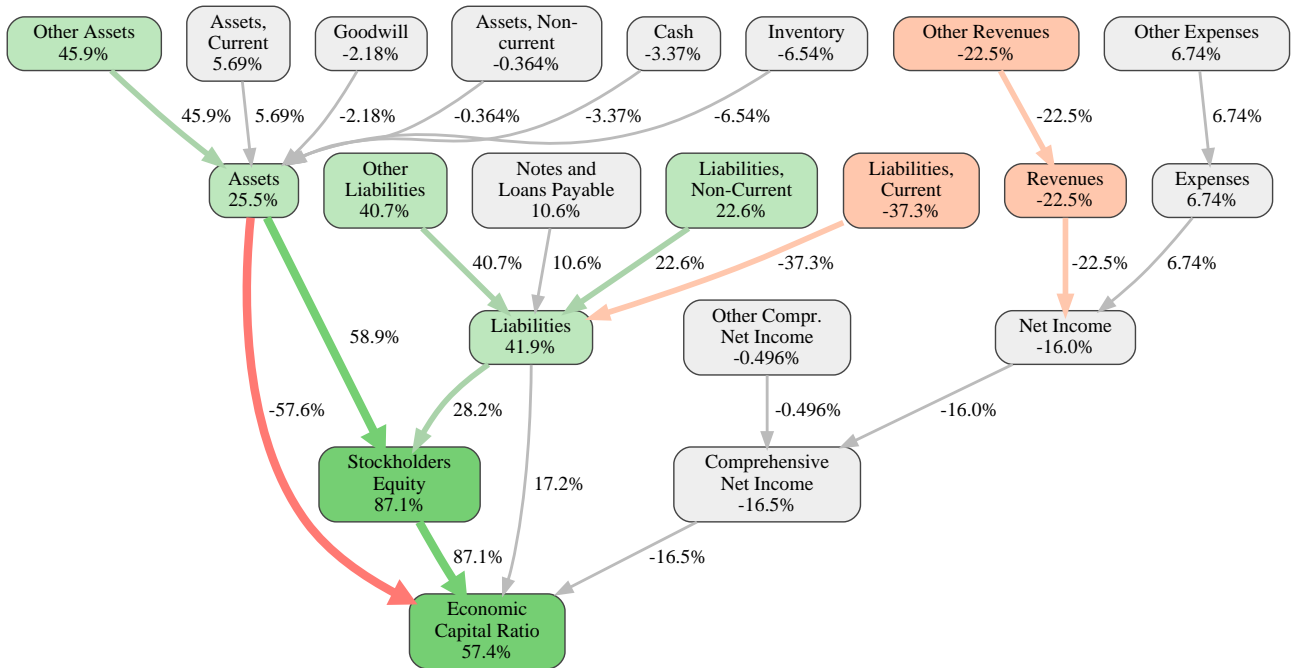 Other Assets
45.9%
Assets,
Current
5.69%
Goodwill
-2.18%
Assets, Non-
current
-0.364%
Cash
-3.37%
Inventory
-6.54%
Other Revenues
-22.5%
Other Expenses
6.74%
45.9%
5.69%
-2.18%
-0.364%
-3.37%
-6.54%
-22.5%
6.74%
Assets
25.5%
Other
Liabilities
40.7%
Notes and
Loans Payable
10.6%
Liabilities,
Non-Current
22.6%
Liabilities,
Current
-37.3%
Revenues
-22.5%
Expenses
6.74%
40.7%
10.6%
22.6%
-37.3%
-22.5%
6.74%
58.9%
Liabilities
41.9%
Other Compr.
Net Income
-0.496%
Net Income
-16.0%
-57.6%
28.2%
-0.496%
-16.0%
Stockholders
Equity
87.1%
17.2%
Comprehensive
Net Income
-16.5%
87.1%
-16.5%
Economic
Capital Ratio
57.4%